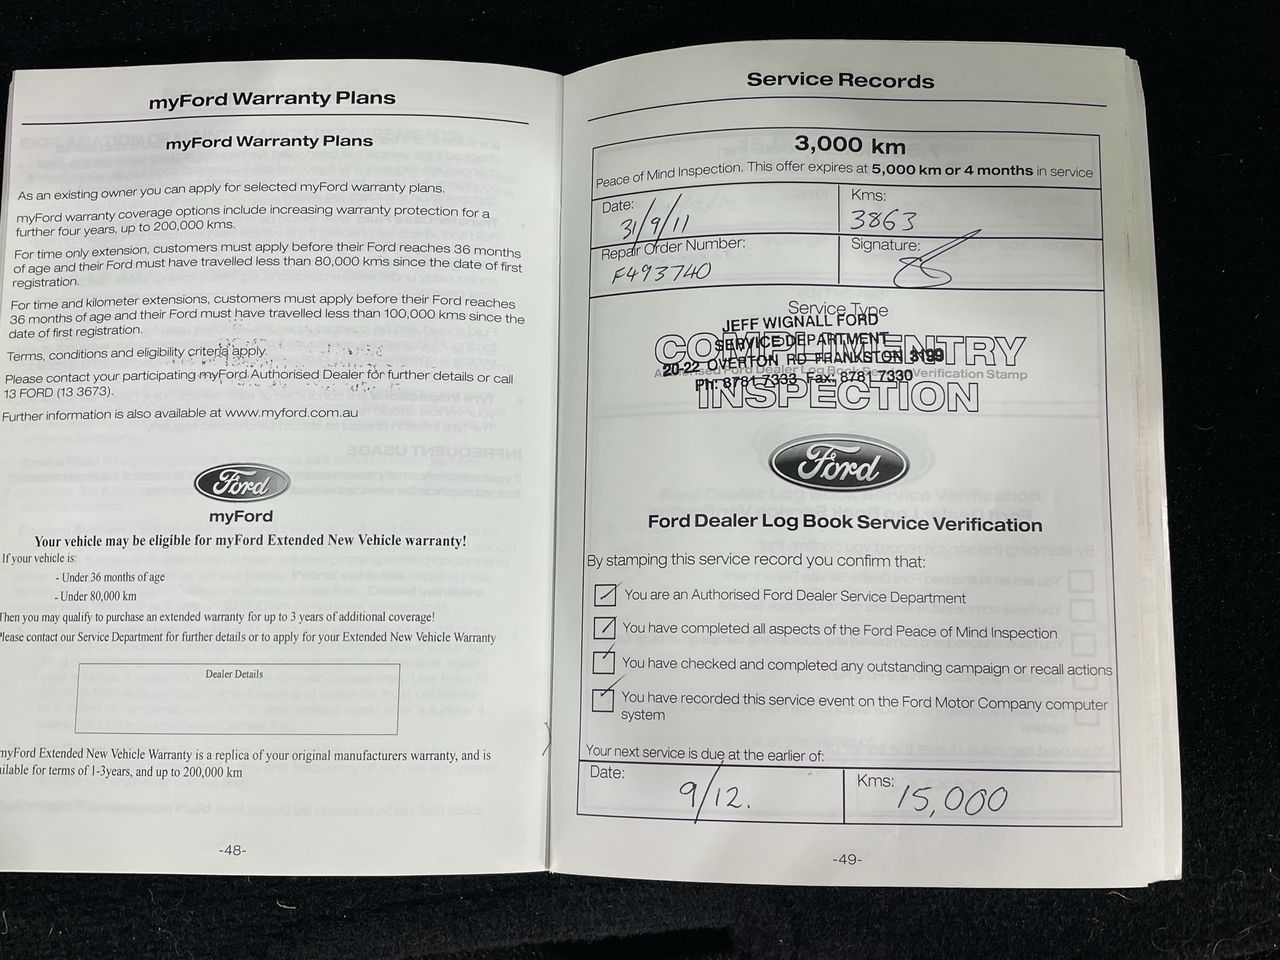 myFord Warranty Plans
myFord Warranty Plans
As an existing owner you can apply for selected myFord warranty plans.
myFord warranty coverage options include increasing warranty protection for a
further four years, up to 200,000 kms.
For time only extension, customers must apply before their Ford reaches 36 months
of age and their Ford must have travelled less than 80,000 kms since the date of first
registration.
For time and kilometer extensions, customers must apply before their Ford reaches
36 months of age and their Ford must have travelled less than 100,000 kms since the
date of first registration.
Terms, conditions and eligibility criteria apply.
Please contact your participating myFord Authorised Dealer for further details or call
13 FORD (13 3673).
Further information is also available at www.myford.com.au
Ford
myFord
Your vehicle may be eligible for myFord Extended New Vehicle warranty!
If your vehicle is:
- Under 36 months of age
- Under 80,000 km
Then you may qualify to purchase an extended warranty for up to 3 years of additional coverage!
Please contact our Service Department for further details or to apply for your Extended New Vehicle Warranty
Dealer Details
myFord Extended New Vehicle Warranty is a replica of your original manufacturers warranty, and is
ilable for terms of 1-3years, and up to 200,000 km
-48-
Service Records
3,000 km
Peace of Mind Inspection. This offer expires at 5,000 km or 4 months in service
Date: 31/9/11
Kms: 3863
Repair Order Number: F493740
Signature:
Service Type
JEFF WIGNALL FORD
COMPLIMENTRY
SERVICE DEPARTMENT
20-22 OVERTON RD FRANKSTON 3199
Authorised Ford Dealer Log Book Service Verification Stamp
Ph: 8781 7333 Fax: 8781 7330
INSPECTION
Ford
Ford Dealer Log Book Service Verification
By stamping this service record you confirm that:
You are an Authorised Ford Dealer Service Department
You have completed all aspects of the Ford Peace of Mind Inspection
You have checked and completed any outstanding campaign or recall actions
You have recorded this service event on the Ford Motor Company computer
system
Your next service is due at the earlier of:
Date: 9/12.
Kms: 15,000
-49-